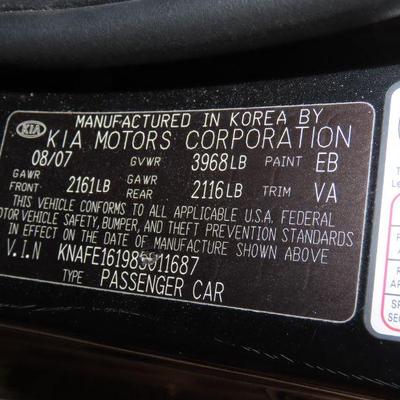 MANUFACTURED IN KOREA BY
KIA KIA MOTORS CORPORATION
08/07 GVWR 3968LB PAINT EB
GAWR FRONT 2161LB GAWR REAR 2116LB TRIM VA
THIS VEHICLE CONFORMS TO ALL APPLICABLE U.S.A. FEDERAL
MOTOR VEHICLE SAFETY, BUMPER, AND THEFT PREVENTION STANDARDS
IN EFFECT ON THE DATE OF MANUFACTURE SHOWN ABOVE
V.I.N
TYPE PASSENGER CAR